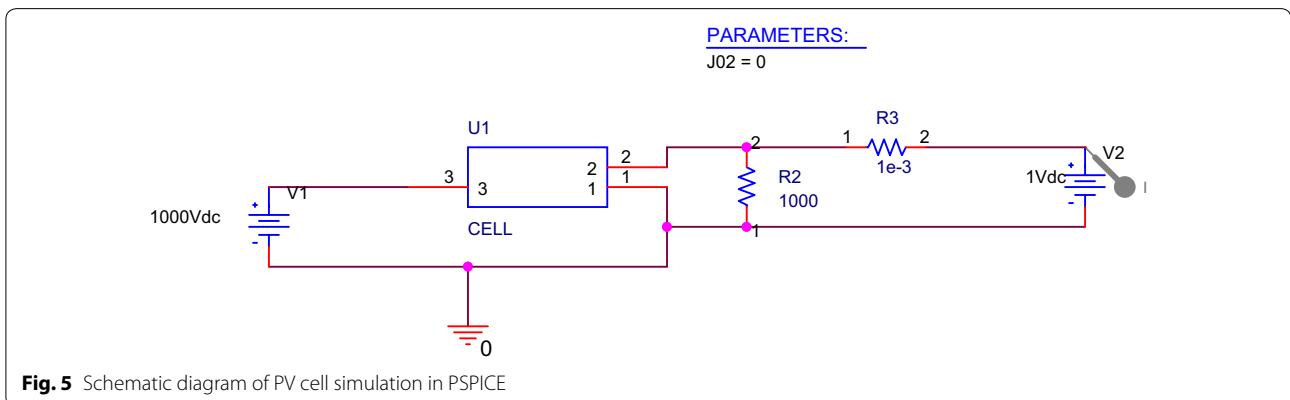 PARAMETERS:
J02 = 0
U1
R3
1
2
1e-3
V2
1Vdc
I
2
2
1
1
3
3
2
R2
1000
1
CELL
V1
1000Vdc
0
Fig. 5 Schematic diagram of PV cell simulation in PSPICE